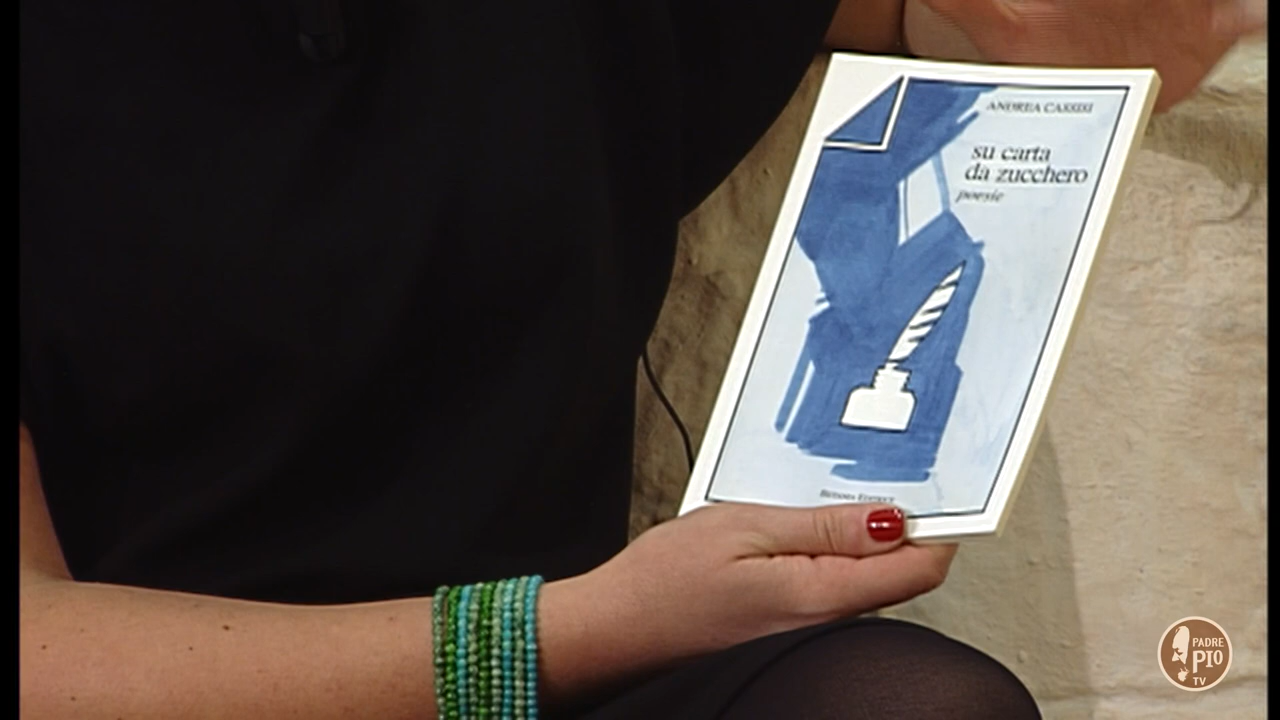 ANDREA CASSISI
su carta
da zucchero
poesie
PADRE
PIO
TV